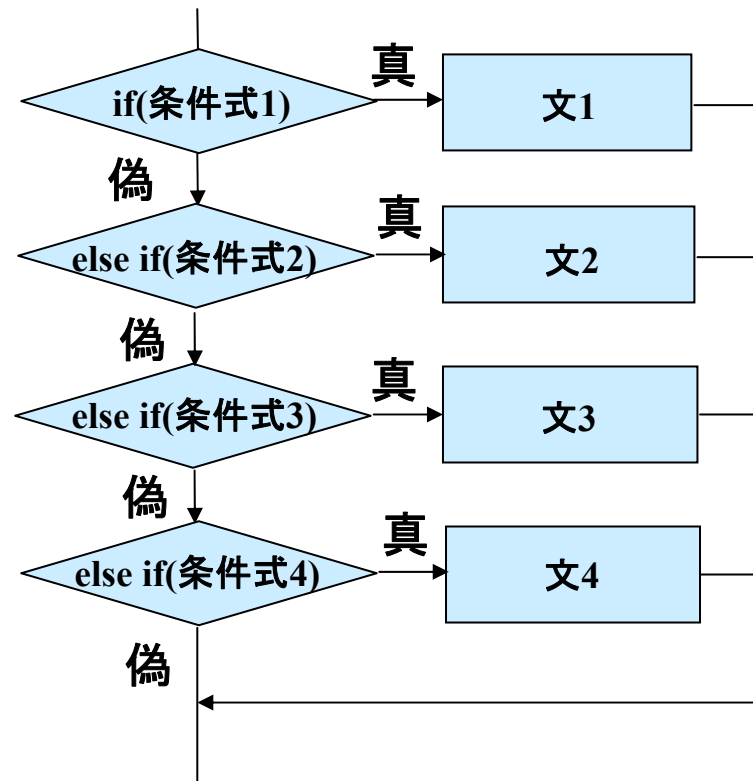 真
if(条件式1)
文1
偽
真
else if(条件式2)
文2
偽
真
else if(条件式3)
文3
偽
真
else if(条件式4)
文4
偽